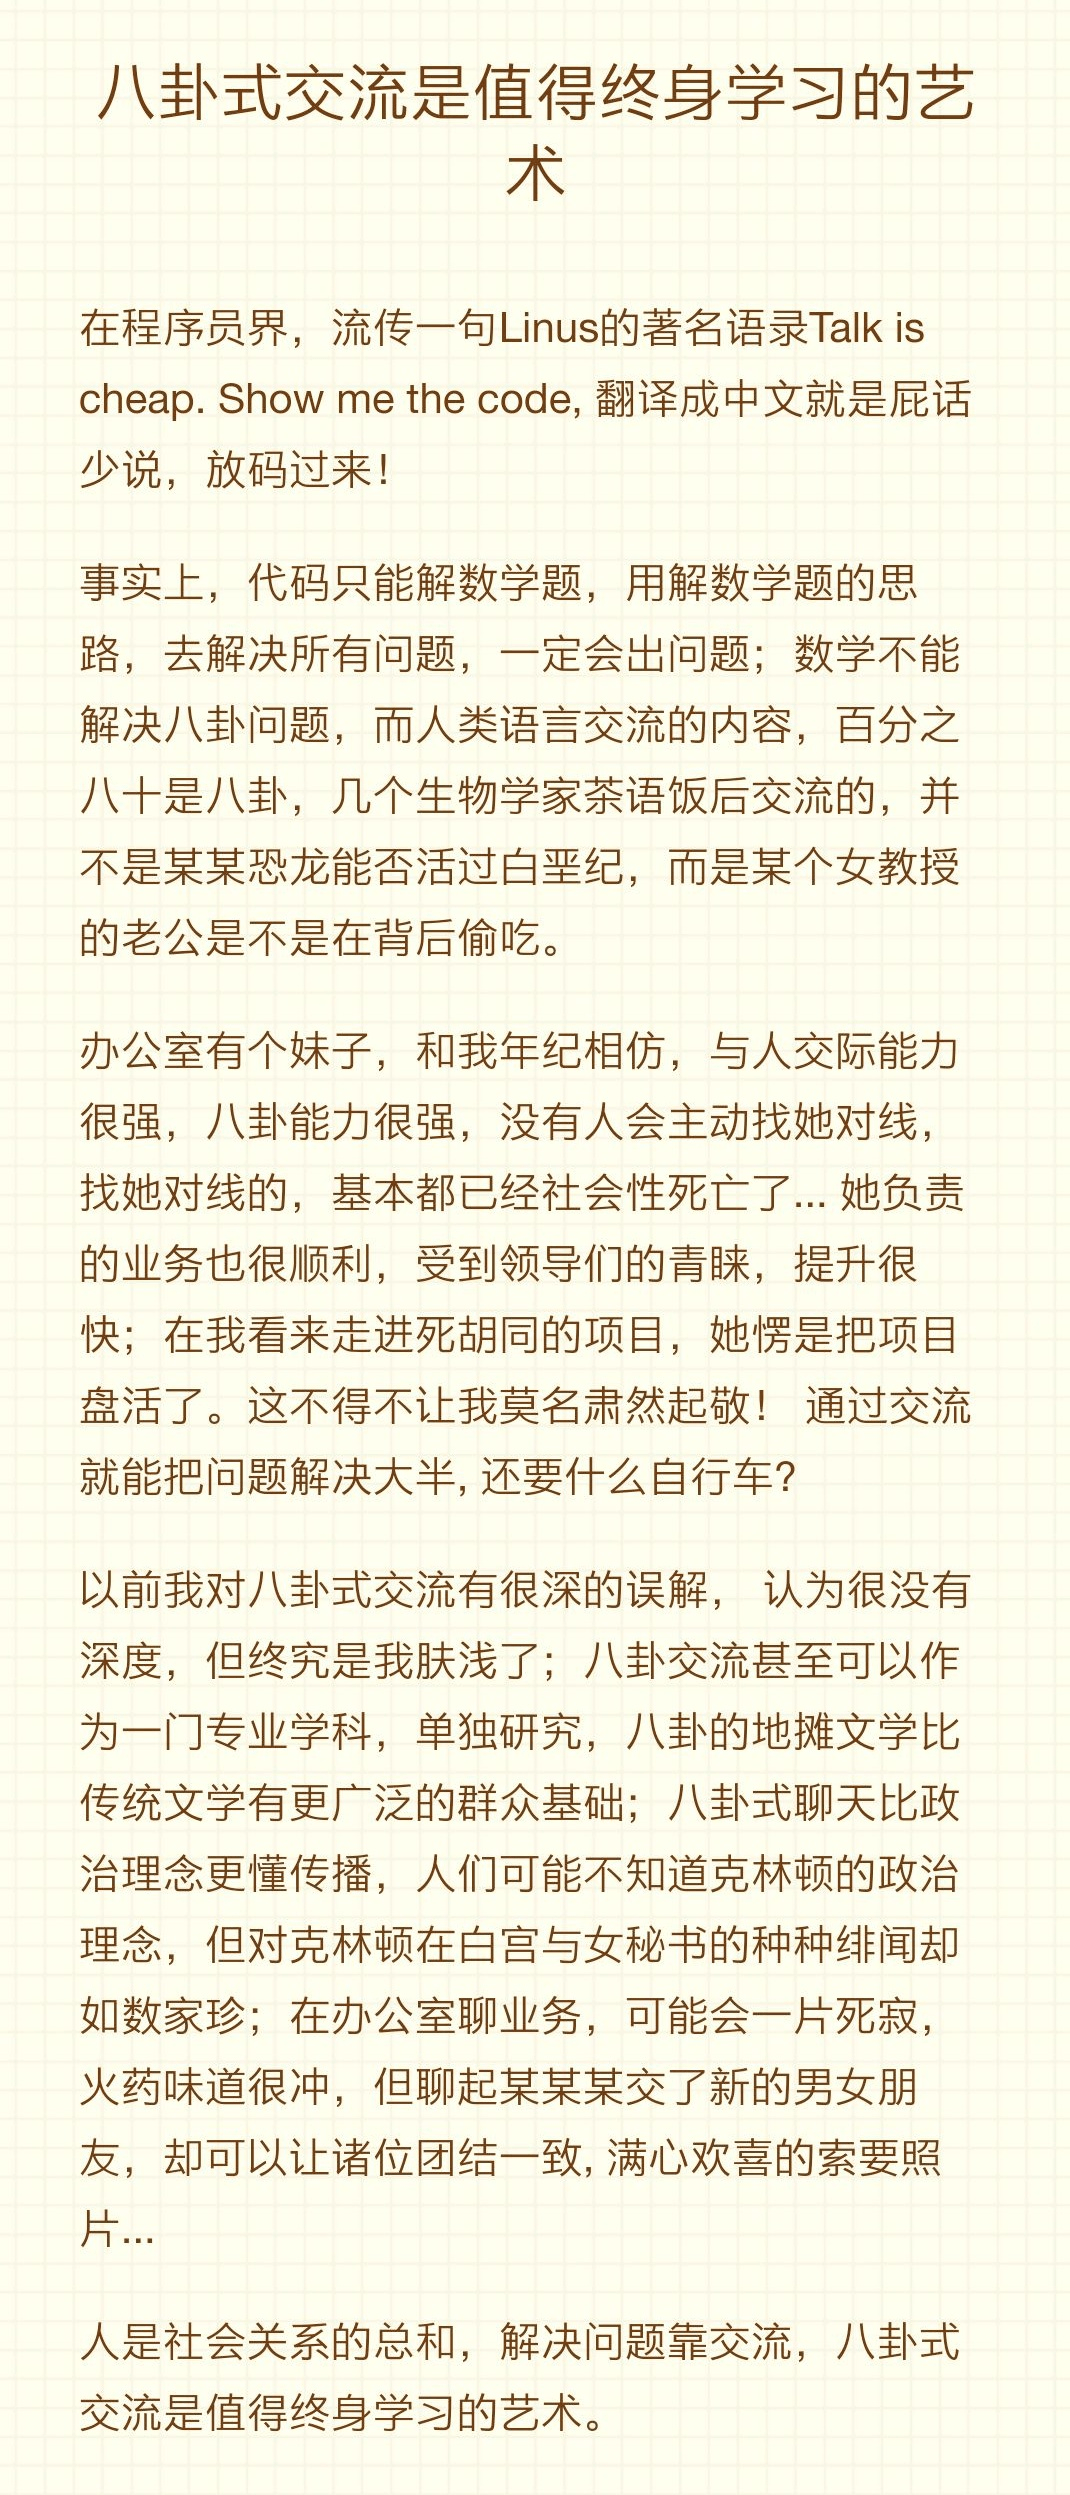 八卦式交流是值得终身学习的艺
术
在程序员界，流传一句Linus的著名语录Talk is
cheap. Show me the code, 翻译成中文就是屁话
少说，放码过来！
事实上，代码只能解数学题，用解数学题的思
路，去解决所有问题，一定会出问题；数学不能
解决八卦问题，而人类语言交流的内容，百分之
八十是八卦，几个生物学家茶语饭后交流的，并
不是某某恐龙能否活过白垩纪，而是某个女教授
的老公是不是在背后偷吃。
办公室有个妹子，和我年纪相仿，与人交际能力
很强，八卦能力很强，没有人会主动找她对线，
找她对线的，基本都已经社会性死亡了... 她负责
的业务也很顺利，受到领导们的青睐，提升很
快；在我看来走进死胡同的项目，她愣是把项目
盘活了。这不得不让我莫名肃然起敬！ 通过交流
就能把问题解决大半, 还要什么自行车?
以前我对八卦式交流有很深的误解， 认为很没有
深度，但终究是我肤浅了；八卦交流甚至可以作
为一门专业学科，单独研究，八卦的地摊文学比
传统文学有更广泛的群众基础；八卦式聊天比政
治理念更懂传播，人们可能不知道克林顿的政治
理念，但对克林顿在白宫与女秘书的种种绯闻却
如数家珍；在办公室聊业务，可能会一片死寂，
火药味道很冲，但聊起某某某交了新的男女朋
友，却可以让诸位团结一致, 满心欢喜的索要照
片...
人是社会关系的总和，解决问题靠交流，八卦式
交流是值得终身学习的艺术。